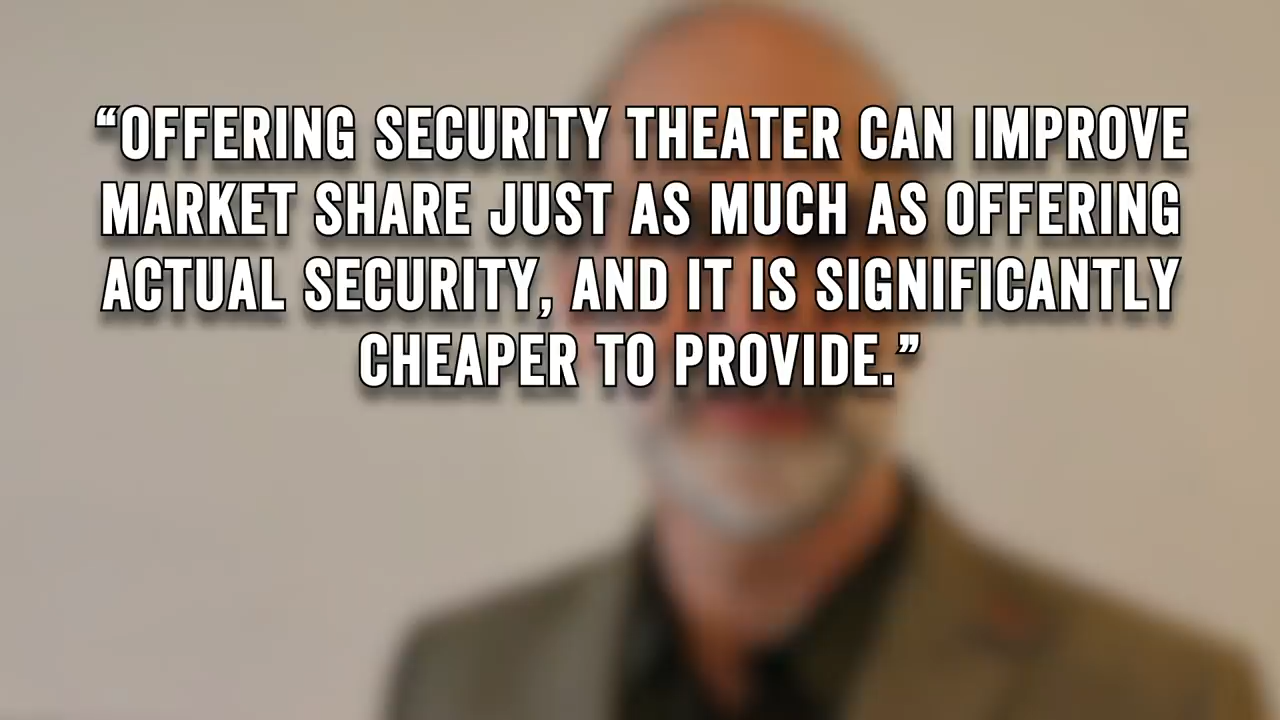 “OFFERING SECURITY THEATER CAN IMPROVE
MARKET SHARE JUST AS MUCH AS OFFERING
ACTUAL SECURITY, AND IT IS SIGNIFICANTLY
CHEAPER TO PROVIDE.”